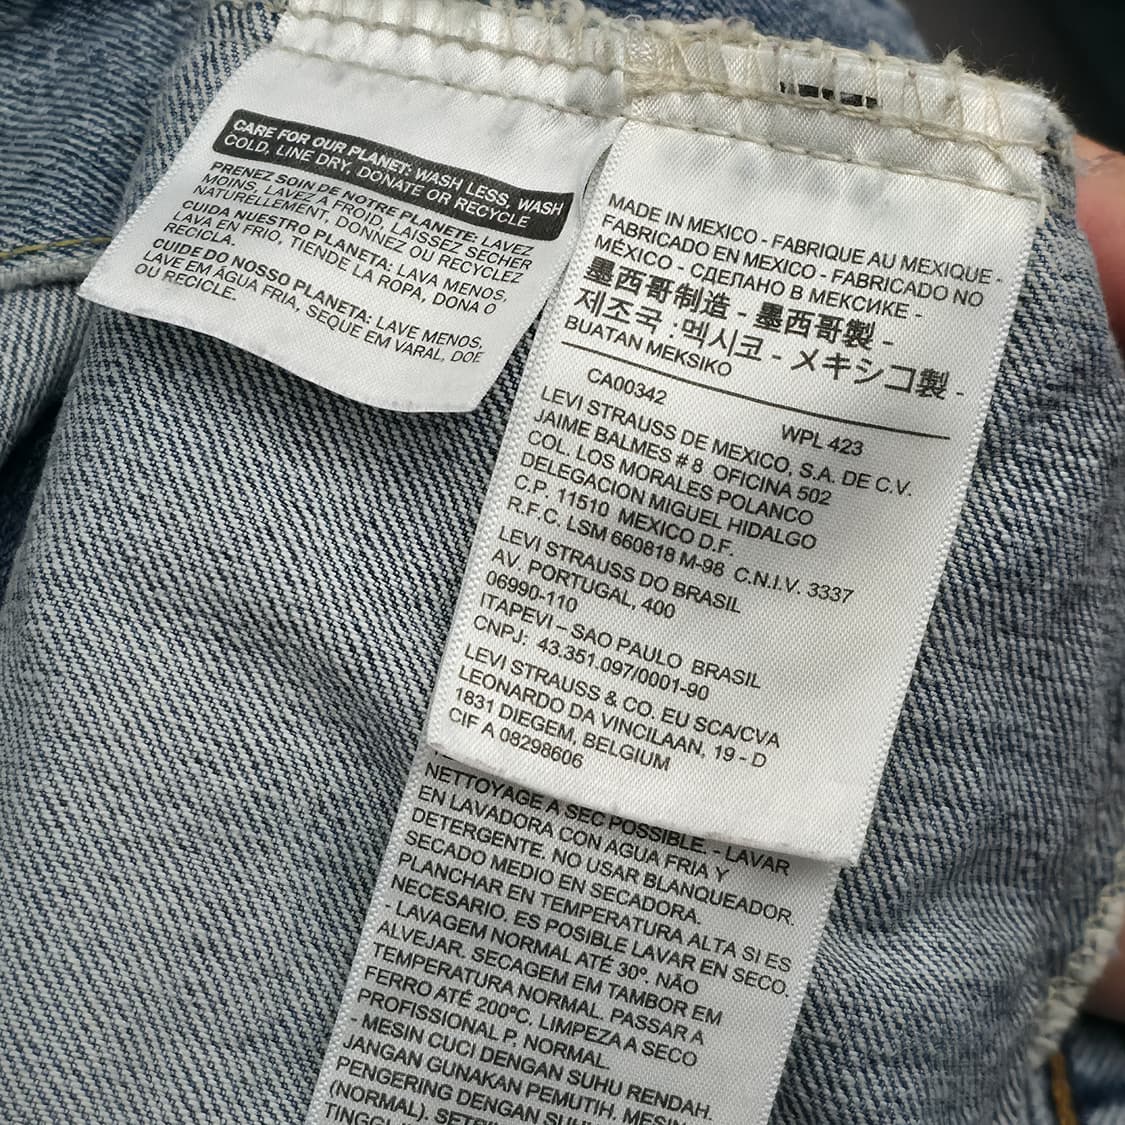 CARE FOR OUR PLANET: WASH LESS, WASH
COLD, LINE DRY, DONATE OR RECYCLE
PRENEZ SOIN DE NOTRE PLANETE: LAVEZ
MOINS, LAVEZ À FROID, LAISSEZ SÉCHER
NATURELLEMENT, DONNEZ OU RECYCLEZ
CUIDA NUESTRO PLANETA: LAVA MENOS,
LAVA EN FRIO, TIENDE LA ROPA, DONA O
RECICLA.
CUIDE DO NOSSO PLANETA: LAVE MENOS,
LAVE EM ÁGUA FRIA, SEQUE EM VARAL, DOE
OU RECICLE.
MADE IN MEXICO - FABRIQUE AU MEXIQUE -
FABRICADO EN MEXICO - FABRICADO NO
MÉXICO - СДЕЛАНО В МЕКСИКЕ -
墨西哥制造 - 墨西哥製 -
제조국 :멕시코 - メキシコ製 -
BUATAN MEKSIKO
CA00342 WPL 423
LEVI STRAUSS DE MEXICO, S.A. DE C.V.
JAIME BALMES # 8 OFICINA 502
COL. LOS MORALES POLANCO
DELEGACION MIGUEL HIDALGO
C.P. 11510 MEXICO D.F.
R.F.C. LSM 660818 M-98 C.N.I.V. 3337
LEVI STRAUSS DO BRASIL
AV. PORTUGAL, 400
06990-110
ITAPEVI – SAO PAULO BRASIL
CNPJ: 43.351.097/0001-90
LEVI STRAUSS & CO. EU SCA/CVA
LEONARDO DA VINCILAAN, 19 - D
1831 DIEGEM, BELGIUM
CIF A 08298606
NETTOYAGE A SEC POSSIBLE. - LAVAR
EN LAVADORA CON AGUA FRIA Y
DETERGENTE. NO USAR BLANQUEADOR.
SECADO MEDIO EN SECADORA.
PLANCHAR EN TEMPERATURA ALTA SI ES
NECESARIO. ES POSIBLE LAVAR EN SECO.
- LAVAGEM NORMAL ATÉ 30º. NÃO
ALVEJAR. SECAGEM EM TAMBOR EM
TEMPERATURA NORMAL. PASSAR A
FERRO ATÉ 200ºC. LIMPEZA A SECO
PROFISSIONAL P, NORMAL.
- MESIN CUCI DENGAN SUHU RENDAH.
JANGAN GUNAKAN PEMUTIH. MESIN
PENGERING DENGAN SUHU
(NORMAL).